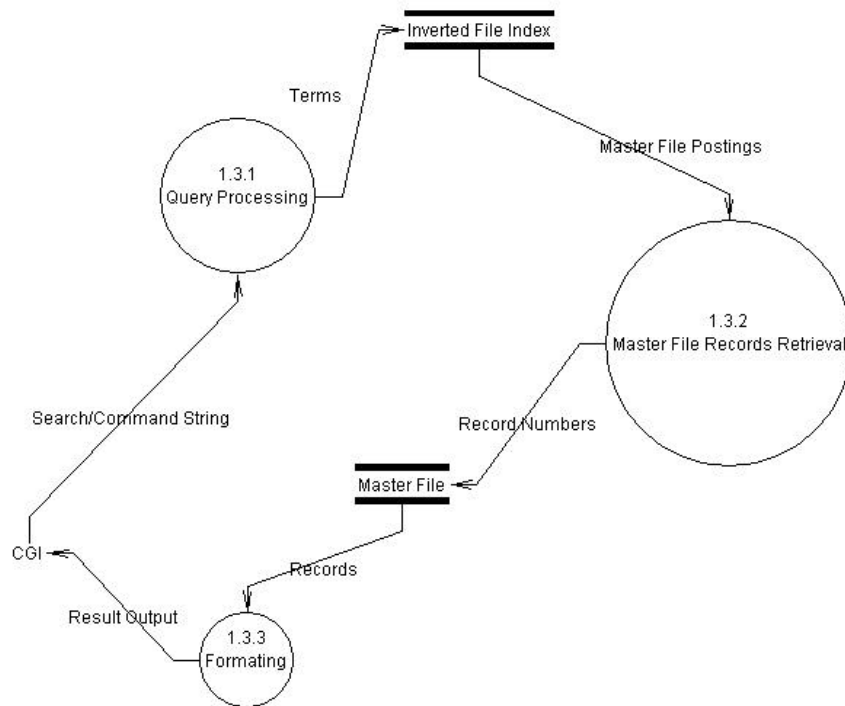 Inverted File Index
Terms
Master File Postings
1.3.1
Query Processing
1.3.2
Master File Records Retrieval
Search/Command String
Record Numbers
Master File
CGI
Records
Result Output
1.3.3
Formating